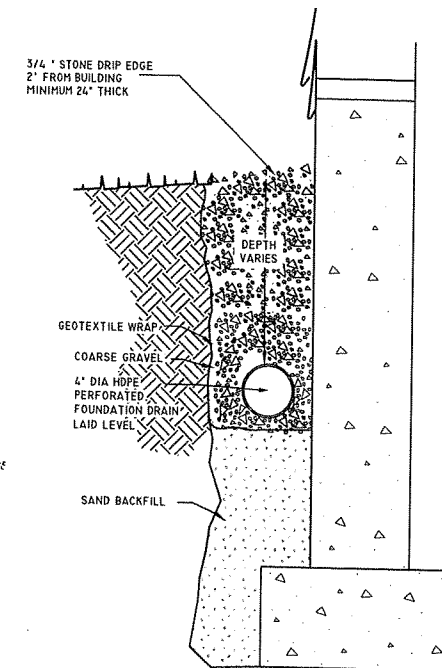 3/4 " STONE DRIP EDGE
2' FROM BUILDING
MINIMUM 24" THICK
DEPTH
VARIES
GEOTEXTILE WRAP
COARSE GRAVEL
4" DIA HDPE
PERFORATED
FOUNDATION DRAIN
LAID LEVEL
SAND BACKFILL